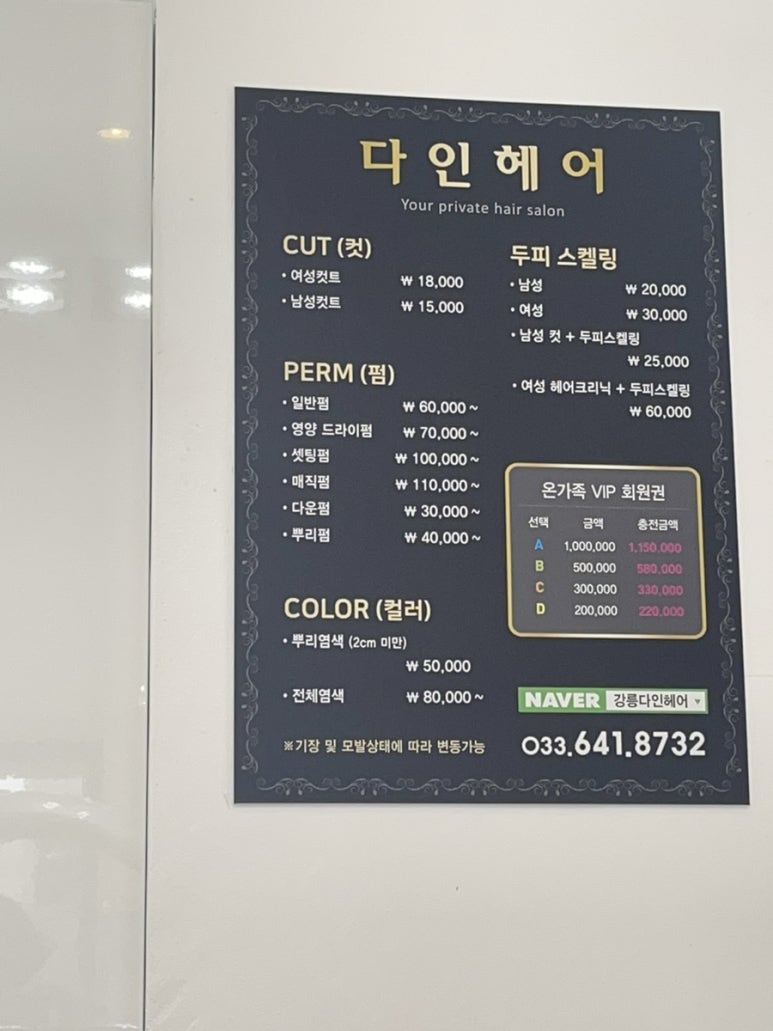 다인헤어
Your private hair salon
CUT (컷)
• 여성컷트 ₩ 18,000
• 남성컷트 ₩ 15,000
PERM (펌)
• 일반펌 ₩ 60,000 ~
• 영양 드라이펌 ₩ 70,000 ~
• 셋팅펌 ₩ 100,000 ~
• 매직펌 ₩ 110,000 ~
• 다운펌 ₩ 30,000 ~
• 뿌리펌 ₩ 40,000 ~
COLOR (컬러)
• 뿌리염색 (2cm 미만)
₩ 50,000
• 전체염색 ₩ 80,000 ~
※기장 및 모발상태에 따라 변동가능
두피 스켈링
• 남성 ₩ 20,000
• 여성 ₩ 30,000
• 남성 컷 + 두피스켈링
₩ 25,000
• 여성 헤어크리닉 + 두피스켈링
₩ 60,000
온가족 VIP 회원권
선택 금액 충전금액
A 1,000,000 1,150,000
B 500,000 580,000
C 300,000 330,000
D 200,000 220,000
NAVER 강릉다인헤어 ▼
033.641.8732